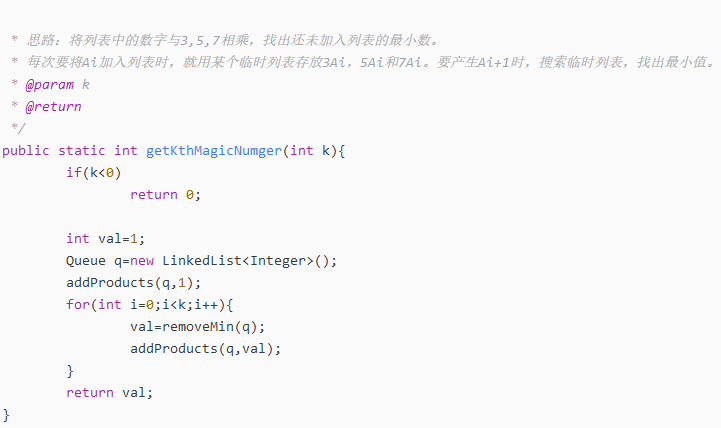 * 思路：将列表中的数字与3,5,7相乘，找出还未加入列表的最小数。
* 每次要将Ai加入列表时，就用某个临时列表存放3Ai，5Ai和7Ai。要产生Ai+1时，搜索临时列表，找出最小值。
* @param k
* @return
*/
public static int getKthMagicNumger(int k){
if(k<0)
return 0;
int val=1;
Queue q=new LinkedList<Integer>();
addProducts(q,1);
for(int i=0;i<k;i++){
val=removeMin(q);
addProducts(q,val);
}
return val;
}